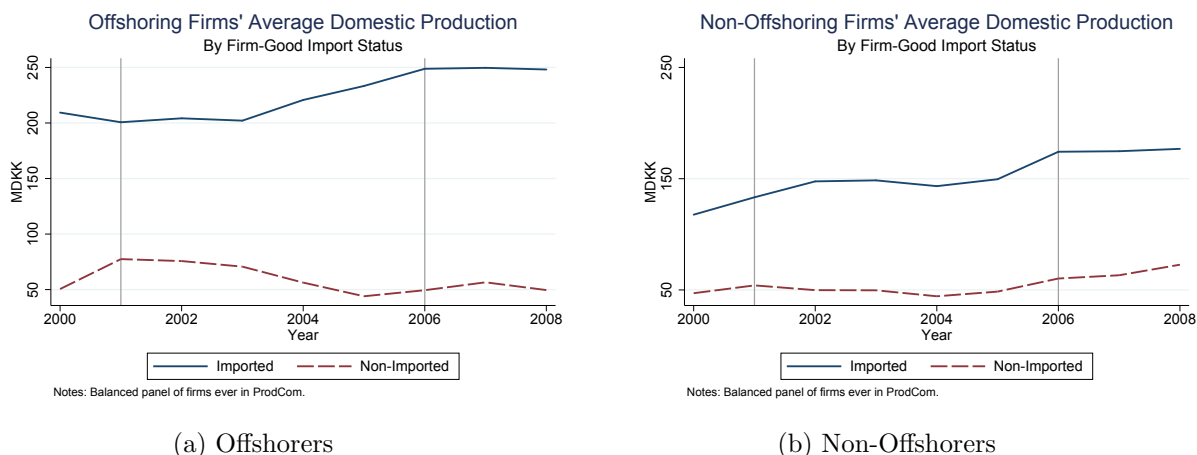 Offshoring Firms' Average Domestic Production
By Firm-Good Import Status
250
200
150
100
50
MDKK
2000
2002
2004
2006
2008
Year
Imported
Non-Imported
Notes: Balanced panel of firms ever in ProdCom.
(a) Offshorers
Non-Offshoring Firms' Average Domestic Production
By Firm-Good Import Status
250
150
50
MDKK
2000
2002
2004
2006
2008
Year
Imported
Non-Imported
Notes: Balanced panel of firms ever in ProdCom.
(b) Non-Offshorers